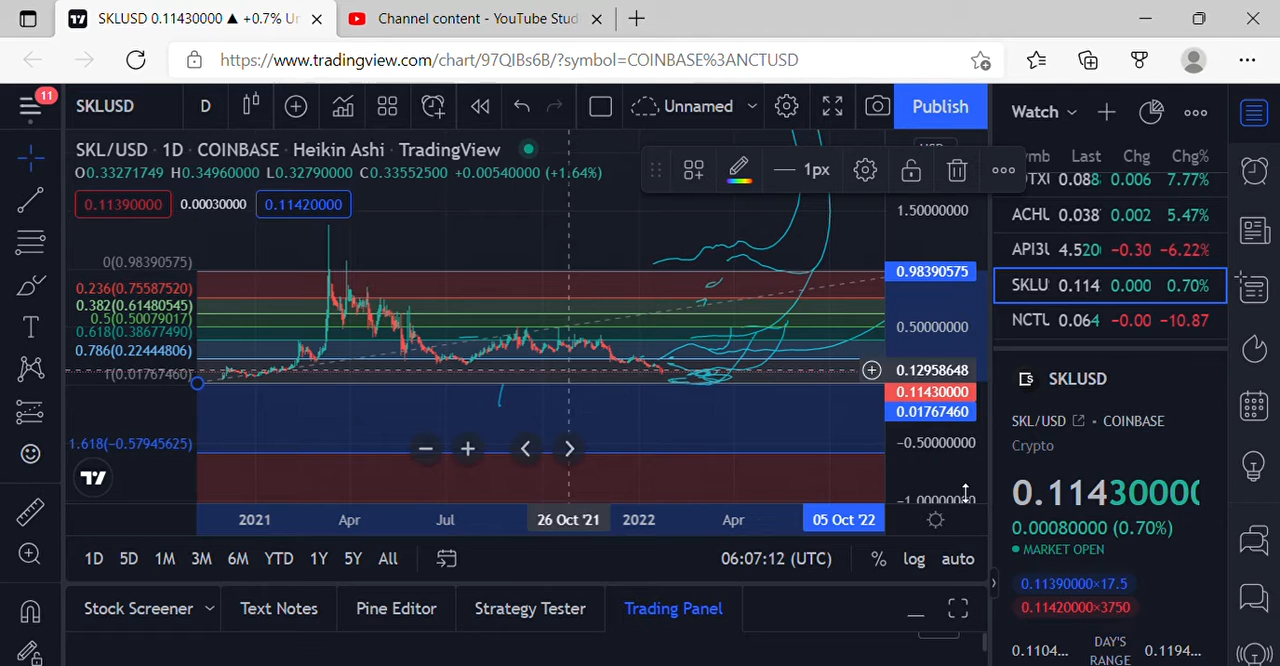 SKLUSD 0.11430000 ▲ +0.7% Ur
Channel content - YouTube Stud
https://www.tradingview.com/chart/97QIBs6B/?symbol=COINBASE%3ANCTUSD
11
SKLUSD
D
Unnamed
Publish
Watch
SKL/USD · 1D · COINBASE · Heikin Ashi · TradingView
O0.33271749 H0.34960000 L0.32790000 C0.33552500 +0.00540000 (+1.64%)
0.11390000 0.00030000 0.11420000
1px
Last Chg Chg%
0.088 0.006 7.77%
ACHU 0.038 0.002 5.47%
API3U 4.520 -0.30 -6.22%
SKLU 0.114 0.000 0.70%
NCTU 0.064 -0.00 -10.87
0(0.98390575)
0.236(0.75587520)
0.382(0.61480545)
0.5(0.50079017)
0.618(0.38677490)
0.786(0.22444806)
1(0.01767460)
1.618(−0.57945625)
1.50000000
0.98390575
0.50000000
0.12958648
0.11430000
0.01767460
−0.50000000
−1.00000000
2021 Apr Jul 26 Oct '21 2022 Apr 05 Oct '22
1D 5D 1M 3M 6M YTD 1Y 5Y All
06:07:12 (UTC) % log auto
Stock Screener Text Notes Pine Editor Strategy Tester Trading Panel
SKLUSD
SKL/USD • COINBASE
Crypto
0.11430000
0.00080000 (0.70%)
MARKET OPEN
0.11390000×17.5
0.11420000×3750
0.1104... DAY'S RANGE 0.1194...